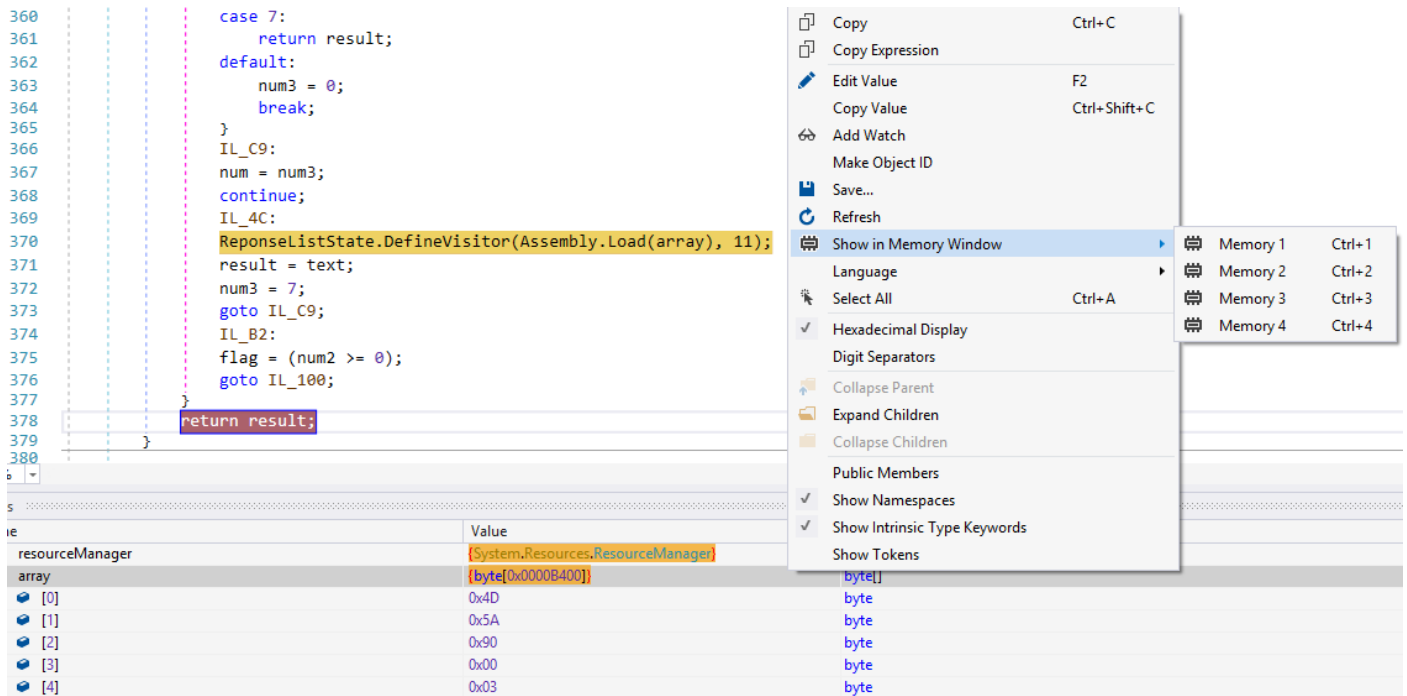 360 case 7:
361 return result;
362 default:
363 num3 = 0;
364 break;
365 }
366 IL_C9:
367 num = num3;
368 continue;
369 IL_4C:
370 ReponseListState.DefineVisitor(Assembly.Load(array), 11);
371 result = text;
372 num3 = 7;
373 goto IL_C9;
374 IL_B2:
375 flag = (num2 >= 0);
376 goto IL_100;
377 }
378 return result;
379 }
380
Copy Ctrl+C
Copy Expression
Edit Value F2
Copy Value Ctrl+Shift+C
Add Watch
Make Object ID
Save...
Refresh
Show in Memory Window
Language
Select All Ctrl+A
Hexadecimal Display
Digit Separators
Collapse Parent
Expand Children
Collapse Children
Public Members
Show Namespaces
Show Intrinsic Type Keywords
Show Tokens
Memory 1 Ctrl+1
Memory 2 Ctrl+2
Memory 3 Ctrl+3
Memory 4 Ctrl+4
Value
resourceManager {System.Resources.ResourceManager}
array {byte[0x0000B400]} byte[]
[0] 0x4D byte
[1] 0x5A byte
[2] 0x90 byte
[3] 0x00 byte
[4] 0x03 byte